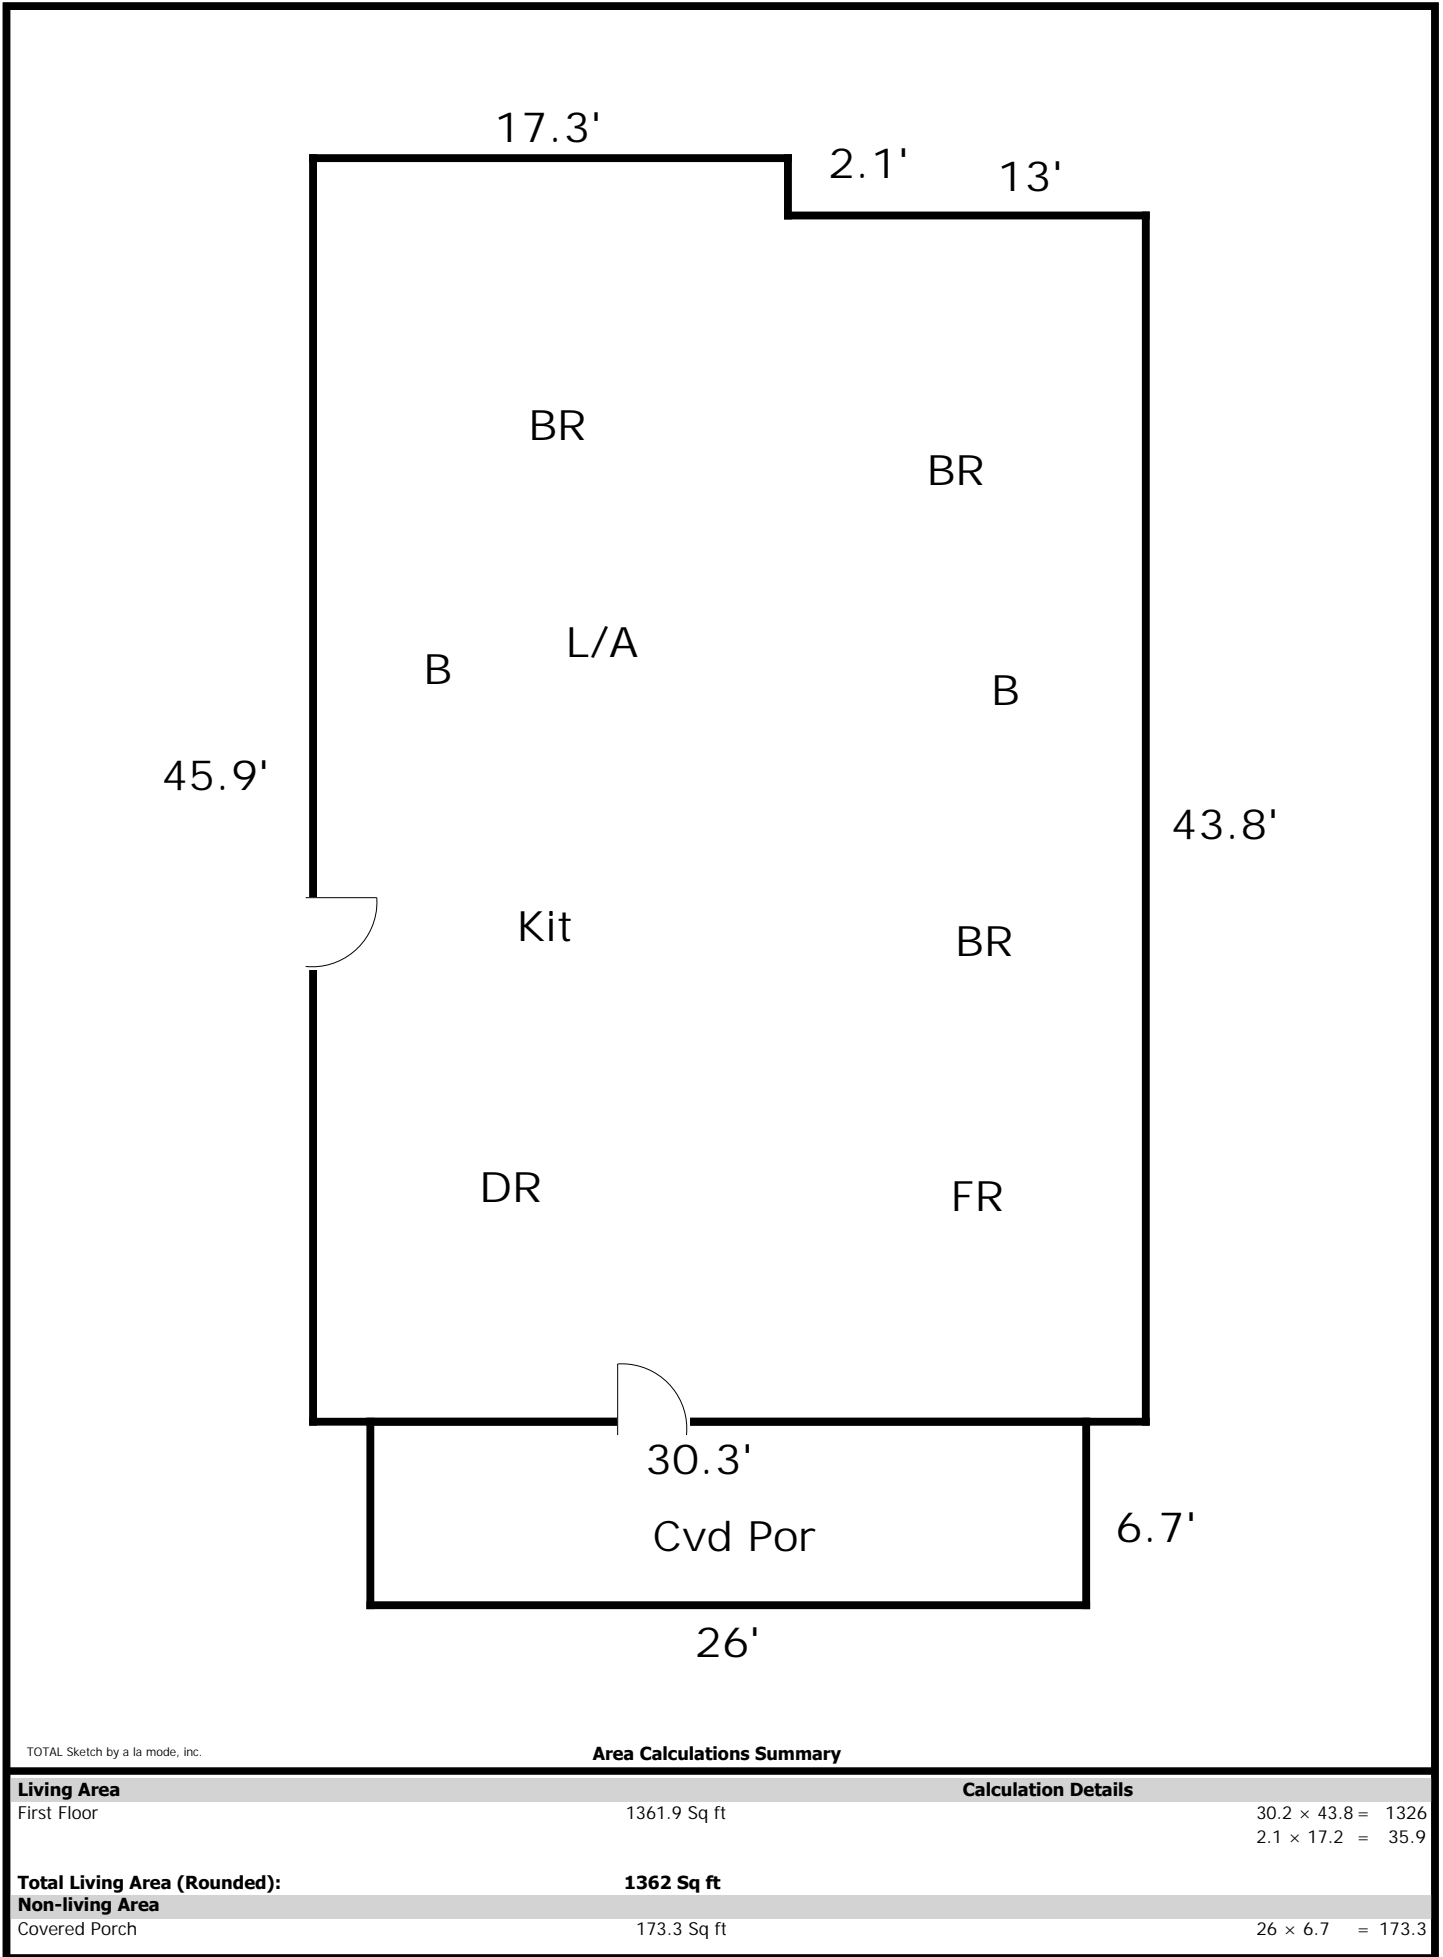 17.3'
2.1'
13'
BR
BR
L/A
B
B
45.9'
43.8'
Kit
BR
DR
FR
30.3'
Cvd Por
6.7'
26'
TOTAL Sketch by a la mode, inc.
Area Calculations Summary
Living Area Calculation Details
First Floor 1361.9 Sq ft 30.2 × 43.8 = 1326
2.1 × 17.2 = 35.9
Total Living Area (Rounded): 1362 Sq ft
Non-living Area
Covered Porch 173.3 Sq ft 26 × 6.7 = 173.3